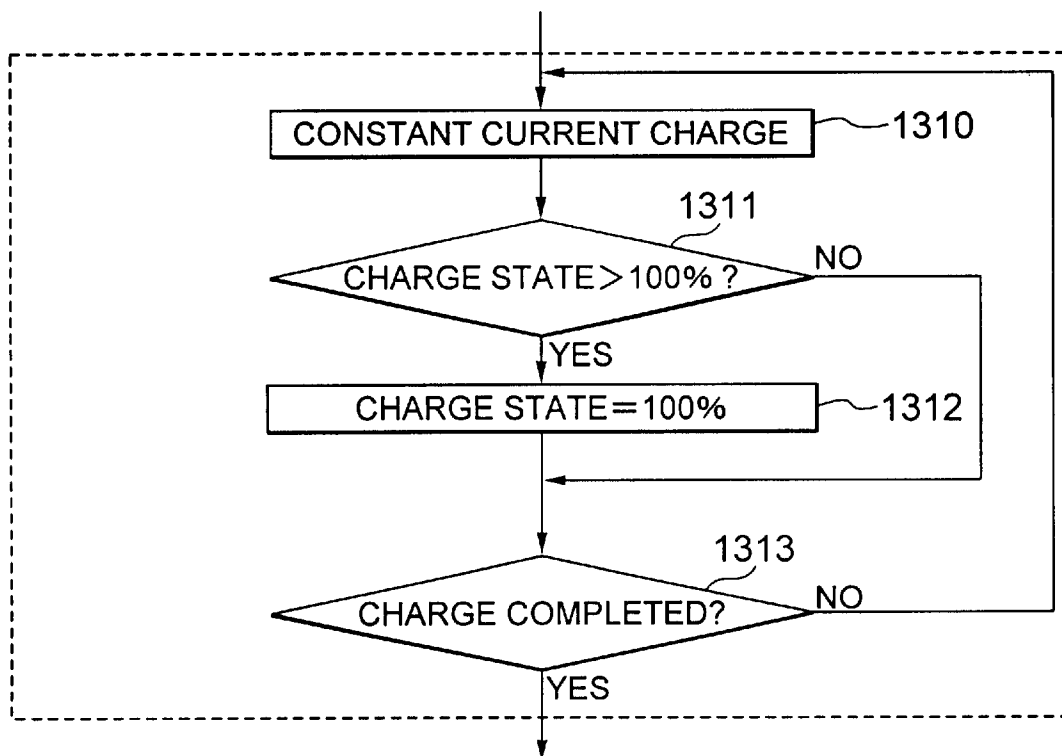 CONSTANT CURRENT CHARGE
1310
1311
CHARGE STATE>100% ?
NO
YES
CHARGE STATE=100%
1312
1313
CHARGE COMPLETED?
NO
YES